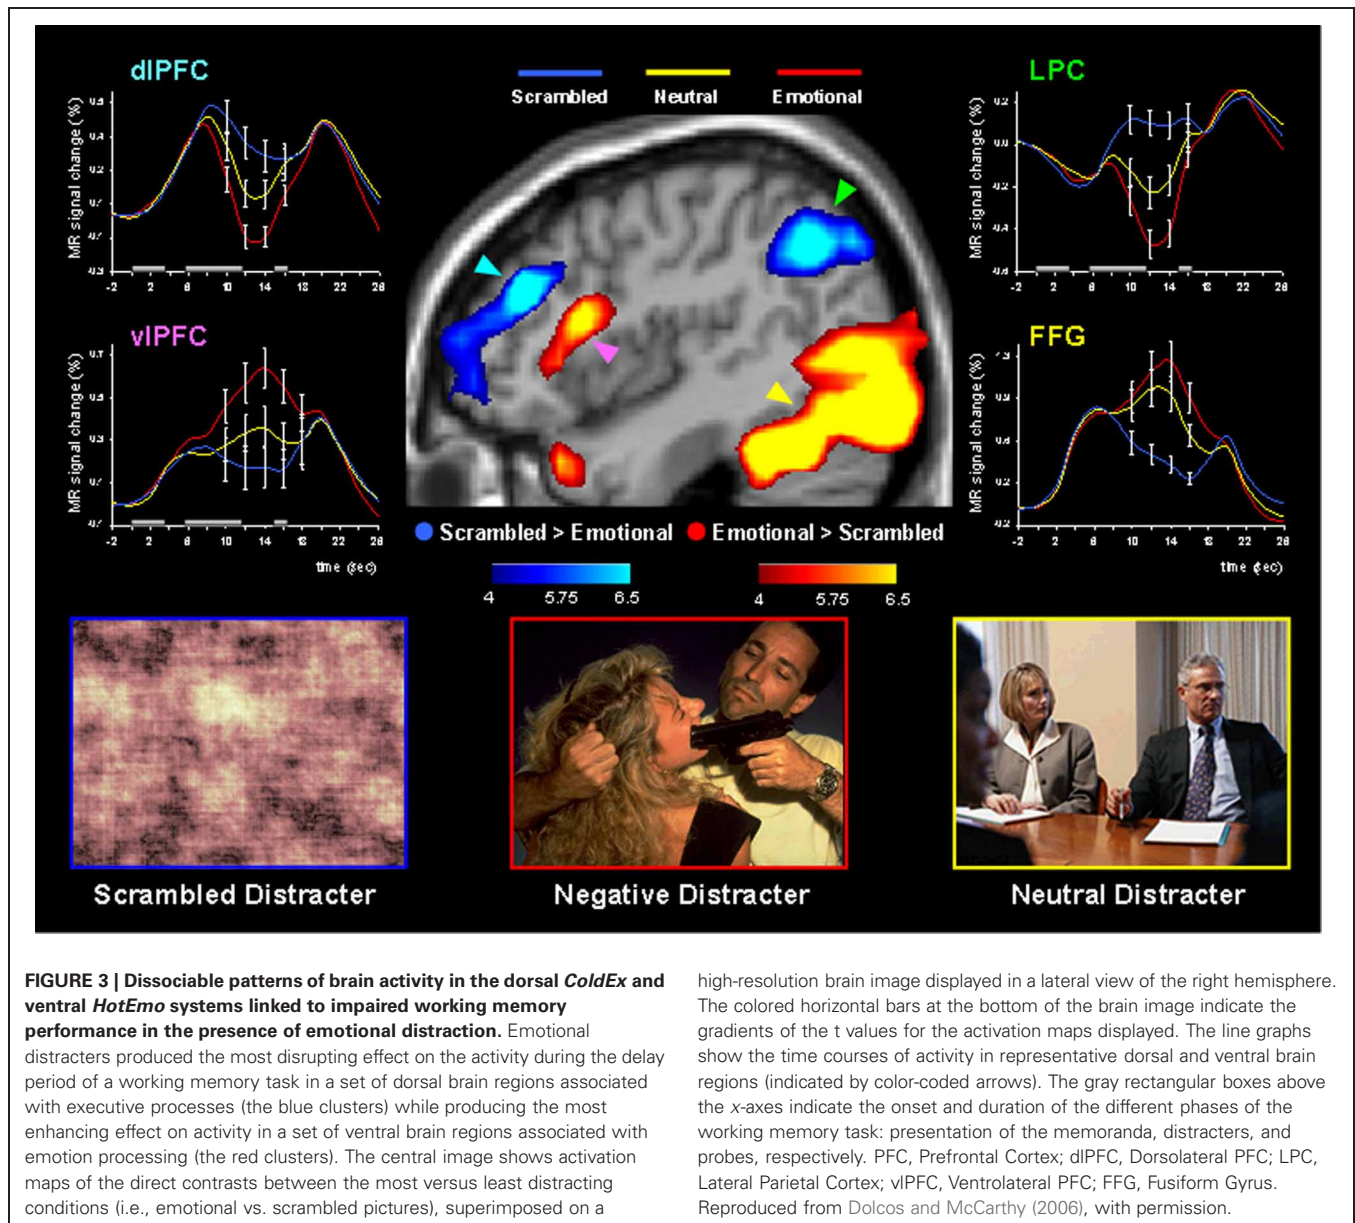 dlPFC
MR signal change (%)
-2 2 6 10 14 18 22 26
Scrambled Neutral Emotional
LPC
MR signal change (%)
-2 2 6 10 14 18 22 26
vlPFC
MR signal change (%)
-2 2 6 10 14 18 22 26
time (sec)
FFG
MR signal change (%)
-2 2 6 10 14 18 22 26
time (sec)
Scrambled > Emotional Emotional > Scrambled
4 5.75 6.5 4 5.75 6.5
Scrambled Distracter
Negative Distracter
Neutral Distracter
FIGURE 3 | Dissociable patterns of brain activity in the dorsal ColdEx and
ventral HotEmo systems linked to impaired working memory
performance in the presence of emotional distraction. Emotional
distracters produced the most disrupting effect on the activity during the delay
period of a working memory task in a set of dorsal brain regions associated
with executive processes (the blue clusters) while producing the most
enhancing effect on activity in a set of ventral brain regions associated with
emotion processing (the red clusters). The central image shows activation
maps of the direct contrasts between the most versus least distracting
conditions (i.e., emotional vs. scrambled pictures), superimposed on a
high-resolution brain image displayed in a lateral view of the right hemisphere.
The colored horizontal bars at the bottom of the brain image indicate the
gradients of the t values for the activation maps displayed. The line graphs
show the time courses of activity in representative dorsal and ventral brain
regions (indicated by color-coded arrows). The gray rectangular boxes above
the x-axes indicate the onset and duration of the different phases of the
working memory task: presentation of the memoranda, distracters, and
probes, respectively. PFC, Prefrontal Cortex; dlPFC, Dorsolateral PFC; LPC,
Lateral Parietal Cortex; vlPFC, Ventrolateral PFC; FFG, Fusiform Gyrus.
Reproduced from Dolcos and McCarthy (2006), with permission.